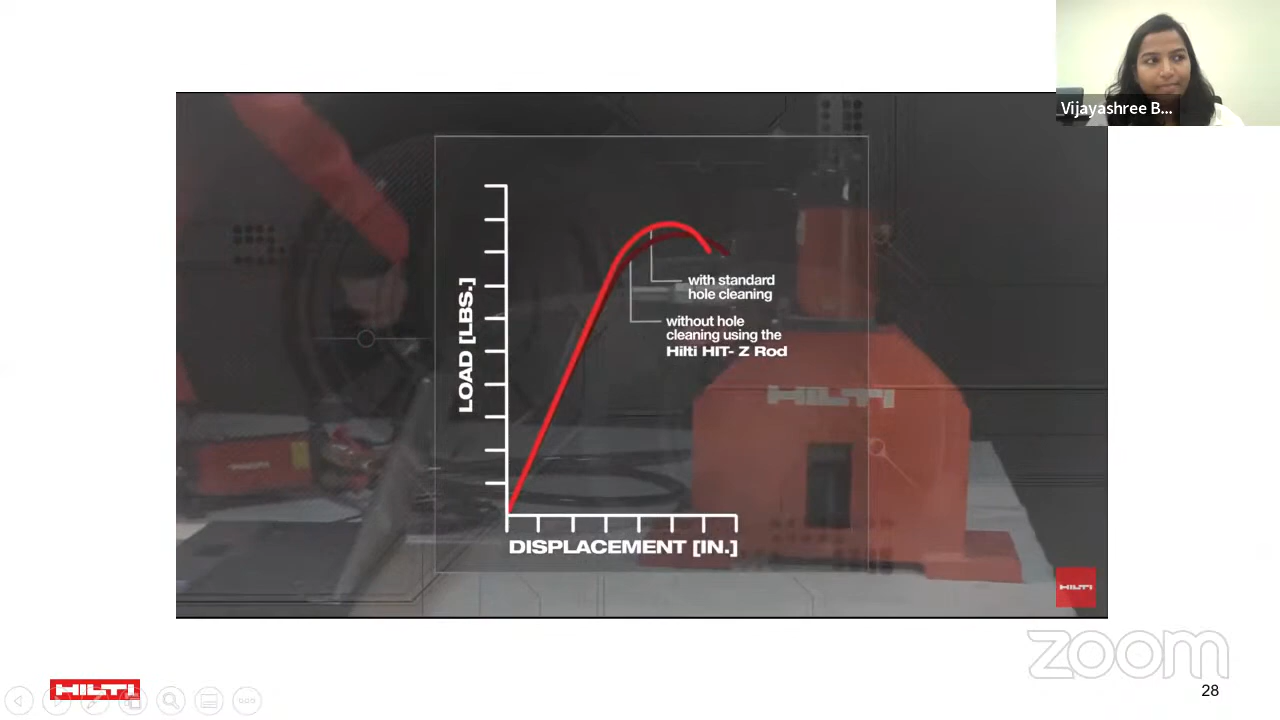 Vijayashree B...
LOAD [LBS.]
with standard
hole cleaning
without hole
cleaning using the
Hilti HIT- Z Rod
HILTI
DISPLACEMENT [IN.]
HILTI
zoom
HILTI
28